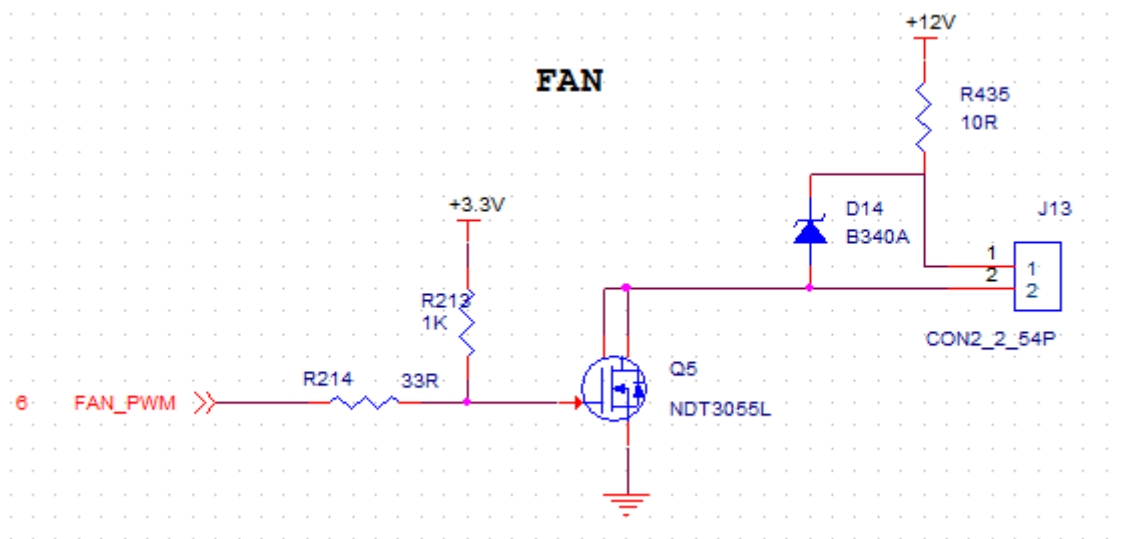 +12V
FAN
R435
10R
+3.3V
D14
B340A
J13
1
2
1
2
R213
1K
CON2_2_54P
R214
33R
Q5
6
FAN_PWM
NDT3055L